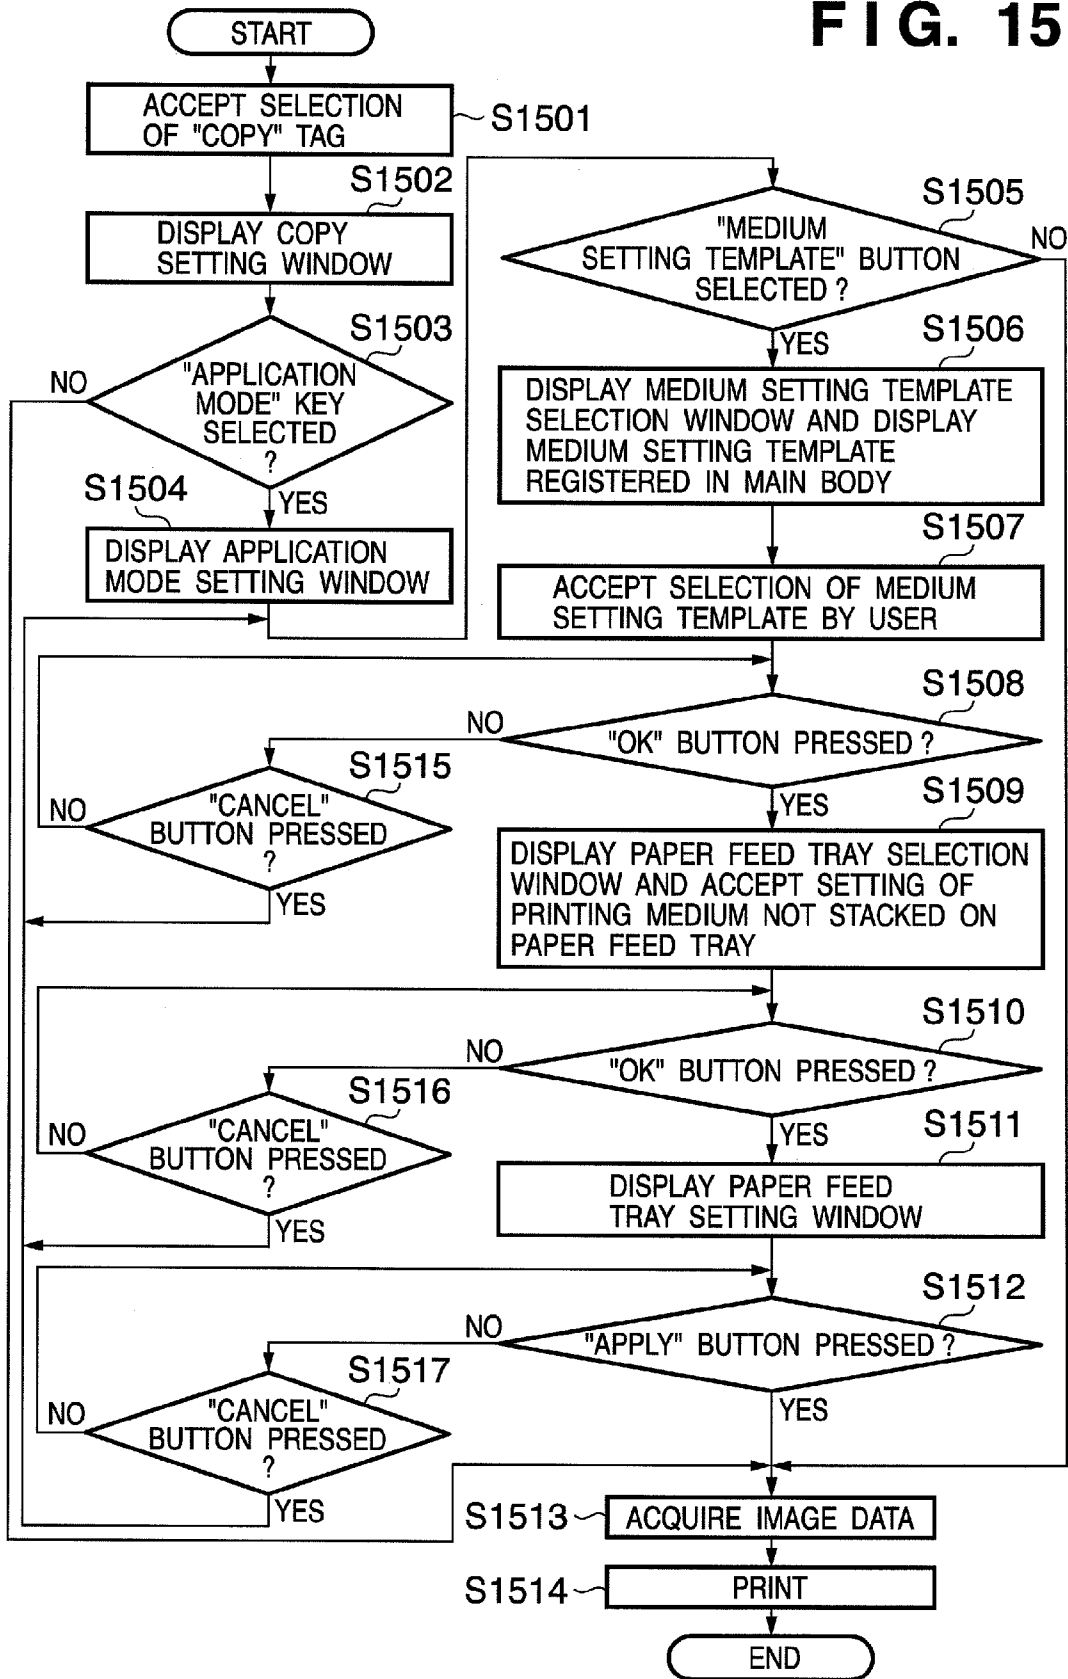 FIG. 15
START
ACCEPT SELECTION
OF "COPY" TAG
S1501
S1502
DISPLAY COPY
SETTING WINDOW
S1503
"APPLICATION
MODE" KEY
SELECTED
?
NO
YES
S1504
DISPLAY APPLICATION
MODE SETTING WINDOW
S1505
"MEDIUM
SETTING TEMPLATE" BUTTON
SELECTED ?
NO
YES
S1506
DISPLAY MEDIUM SETTING TEMPLATE
SELECTION WINDOW AND DISPLAY
MEDIUM SETTING TEMPLATE
REGISTERED IN MAIN BODY
S1507
ACCEPT SELECTION OF MEDIUM
SETTING TEMPLATE BY USER
S1508
"OK" BUTTON PRESSED ?
NO
YES
S1515
"CANCEL"
BUTTON PRESSED
?
NO
YES
S1509
DISPLAY PAPER FEED TRAY SELECTION
WINDOW AND ACCEPT SETTING OF
PRINTING MEDIUM NOT STACKED ON
PAPER FEED TRAY
S1510
"OK" BUTTON PRESSED ?
NO
YES
S1516
"CANCEL"
BUTTON PRESSED
?
NO
YES
S1511
DISPLAY PAPER FEED
TRAY SETTING WINDOW
S1512
"APPLY" BUTTON PRESSED ?
NO
YES
S1517
"CANCEL"
BUTTON PRESSED
?
NO
YES
S1513
ACQUIRE IMAGE DATA
S1514
PRINT
END